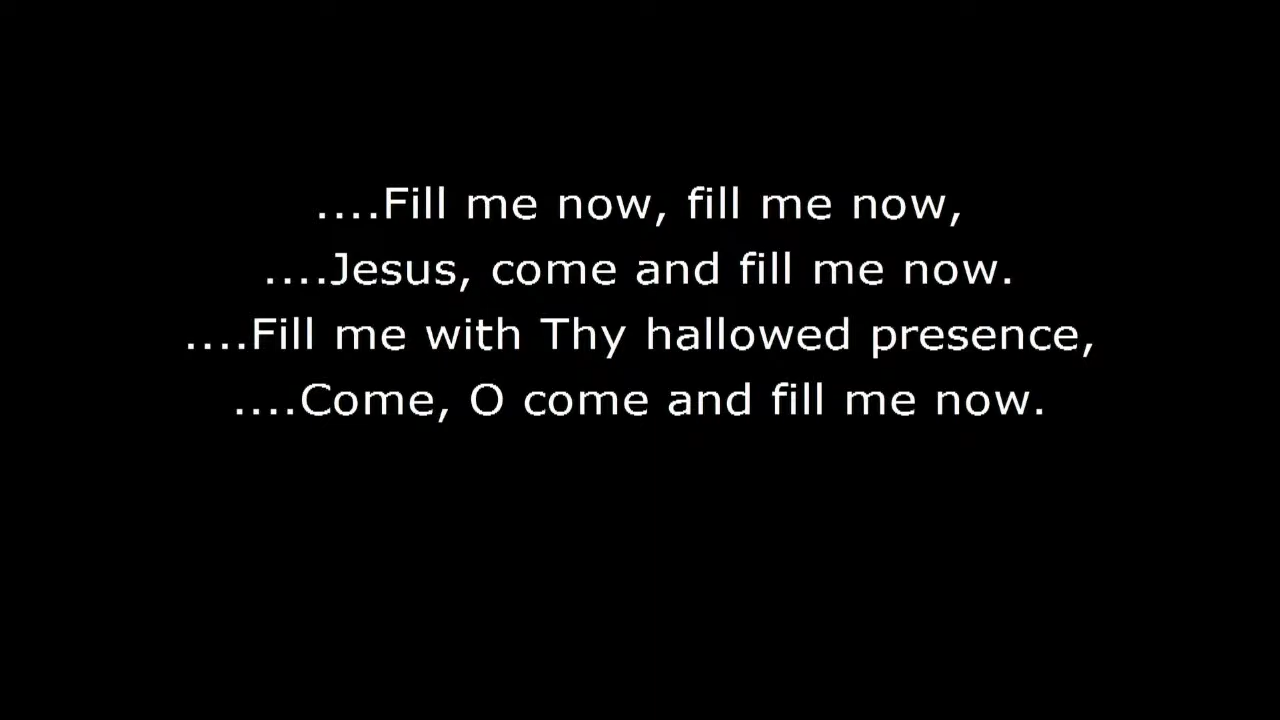 ....Fill me now, fill me now,
....Jesus, come and fill me now.
....Fill me with Thy hallowed presence,
....Come, O come and fill me now.